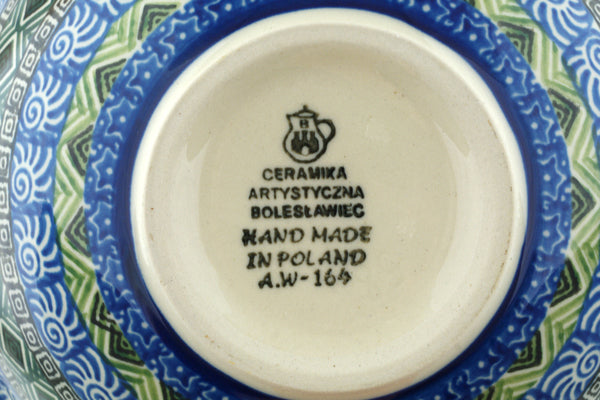 B
CERAMIKA
ARTYSTYCZNA
BOLESŁAWIEC
HAND MADE
IN POLAND
A.W-164